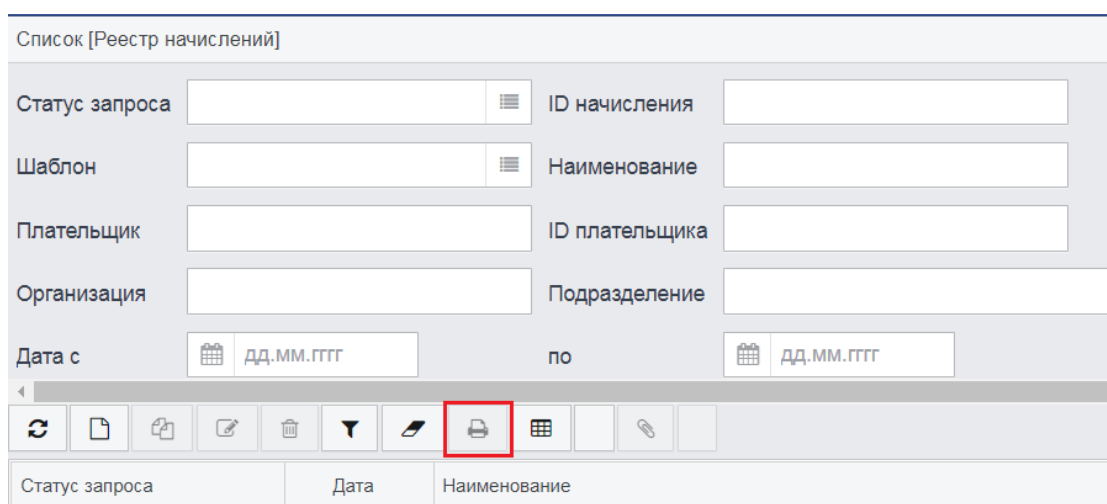 Список [Реестр начислений]
Статус запроса ID начисления
Шаблон Наименование
Плательщик ID плательщика
Организация Подразделение
Дата с дд.мм.гггг по дд.мм.гггг
Статус запроса Дата Наименование